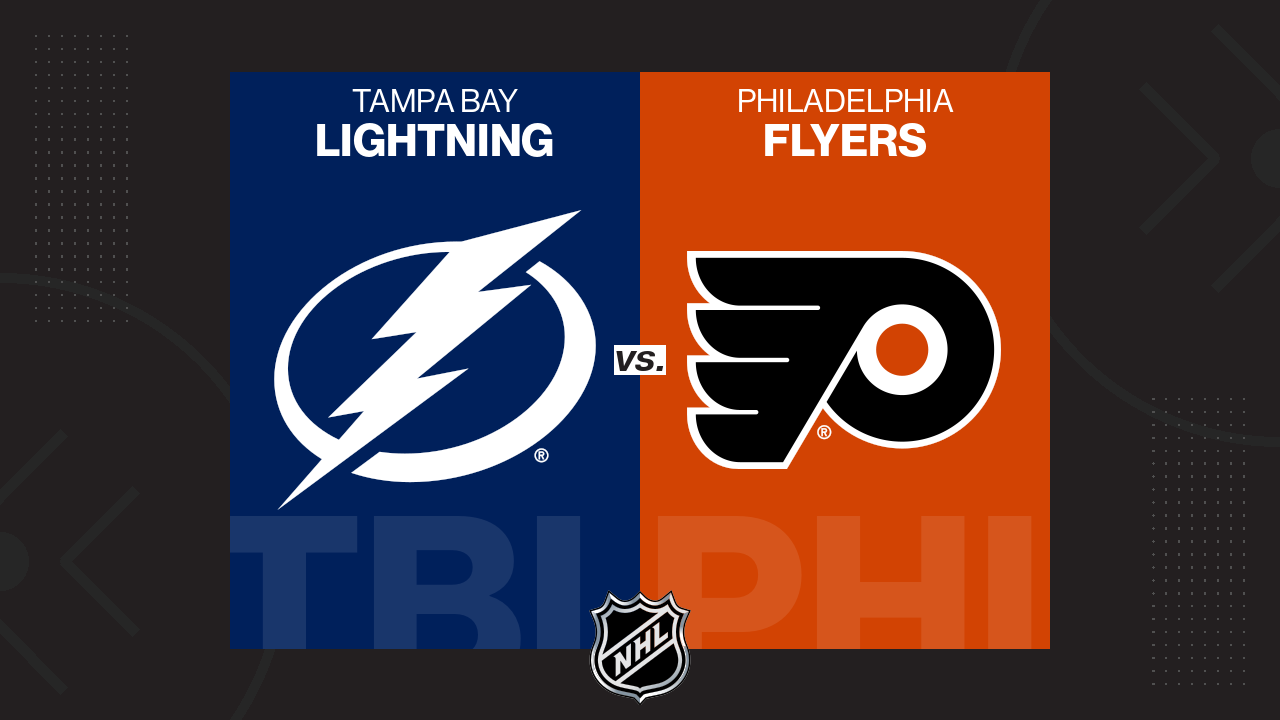 TAMPA BAY
LIGHTNING
PHILADELPHIA
FLYERS
vs.
®
®
TBL
PHI
NHL